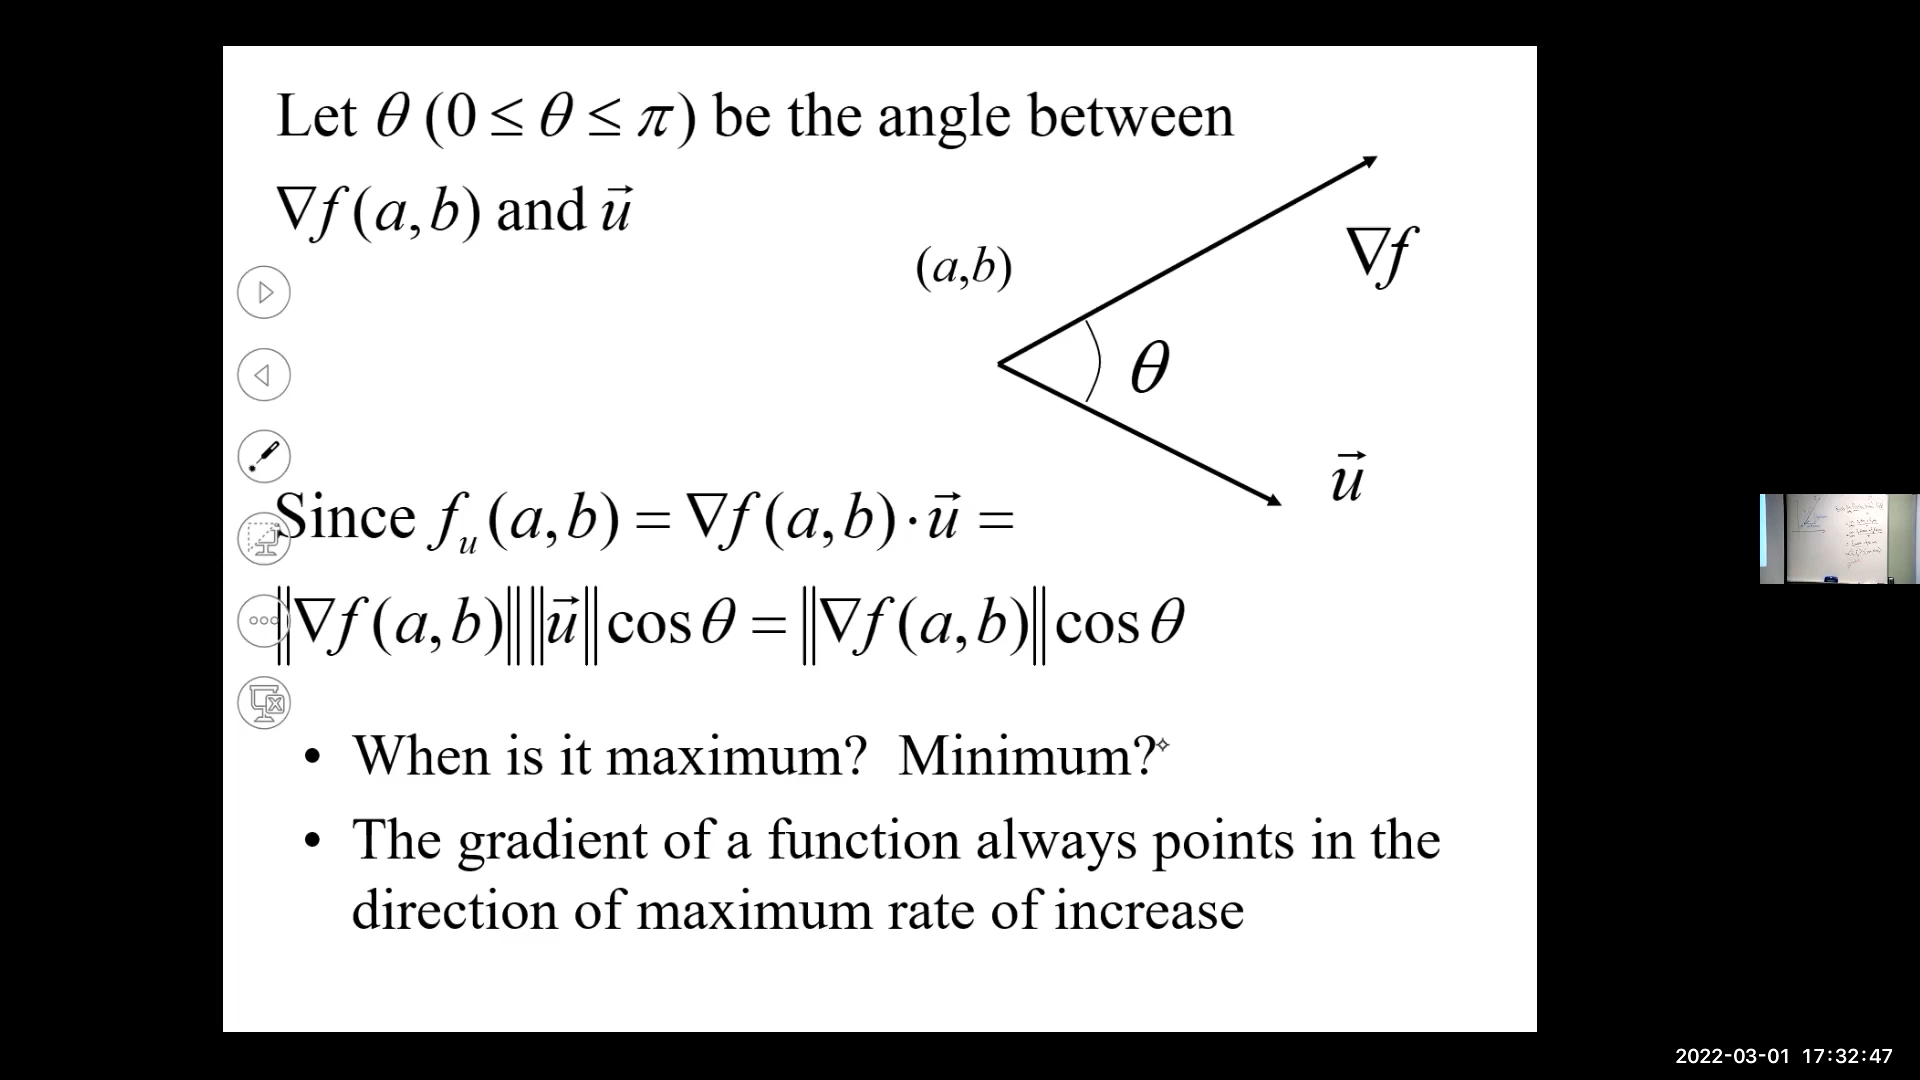 Let θ (0 ≤ θ ≤ π) be the angle between
∇f (a,b) and u⃗
(a,b)
∇f
θ
u⃗
Since f_u (a,b) = ∇f (a,b) · u⃗ =
‖∇f (a,b)‖‖u⃗‖ cos θ = ‖∇f (a,b)‖ cos θ
• When is it maximum? Minimum?
• The gradient of a function always points in the
direction of maximum rate of increase
2022-03-01 17:32:47